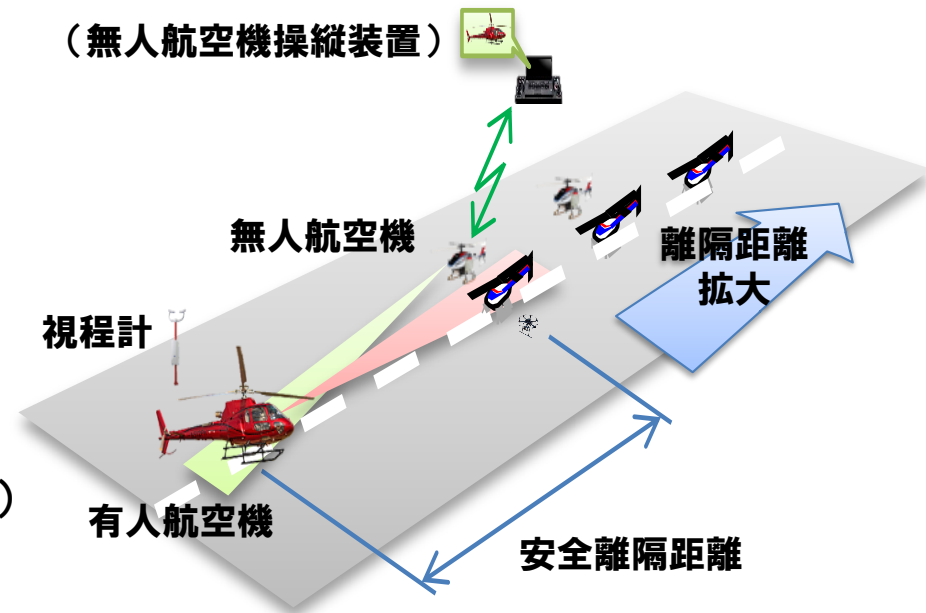 （無人航空機操縦装置）
無人航空機
離隔距離
拡大
視程計
）
有人航空機
安全離隔距離